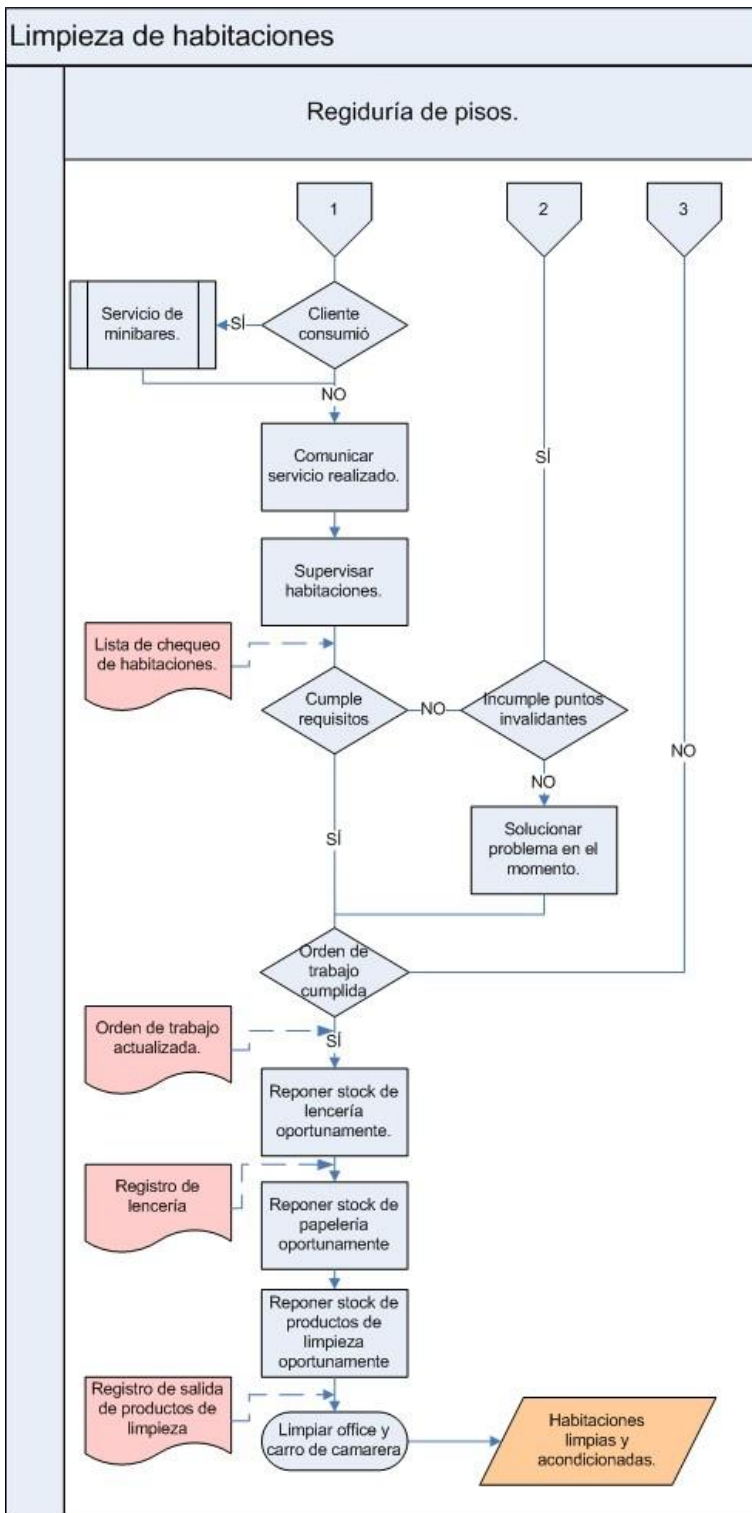 Limpieza de habitaciones
Regiduría de pisos.
1
2
3
Servicio de
minibares.
SÍ
Cliente
consumió
NO
Comunicar
servicio realizado.
SÍ
Supervisar
habitaciones.
Lista de chequeo
de habitaciones.
Cumple
requisitos
NO
Incumple puntos
invalidantes
NO
NO
SÍ
Solucionar
problema en el
momento.
Orden de
trabajo
cumplida
Orden de trabajo
actualizada.
SÍ
Reponer stock de
lencería
oportunamente.
Registro de
lencería
Reponer stock de
papelería
oportunamente
Reponer stock de
productos de
limpieza
oportunamente
Registro de salida
de productos de
limpieza
Limpiar office y
carro de camarera
Habitaciones
limpias y
acondicionadas.